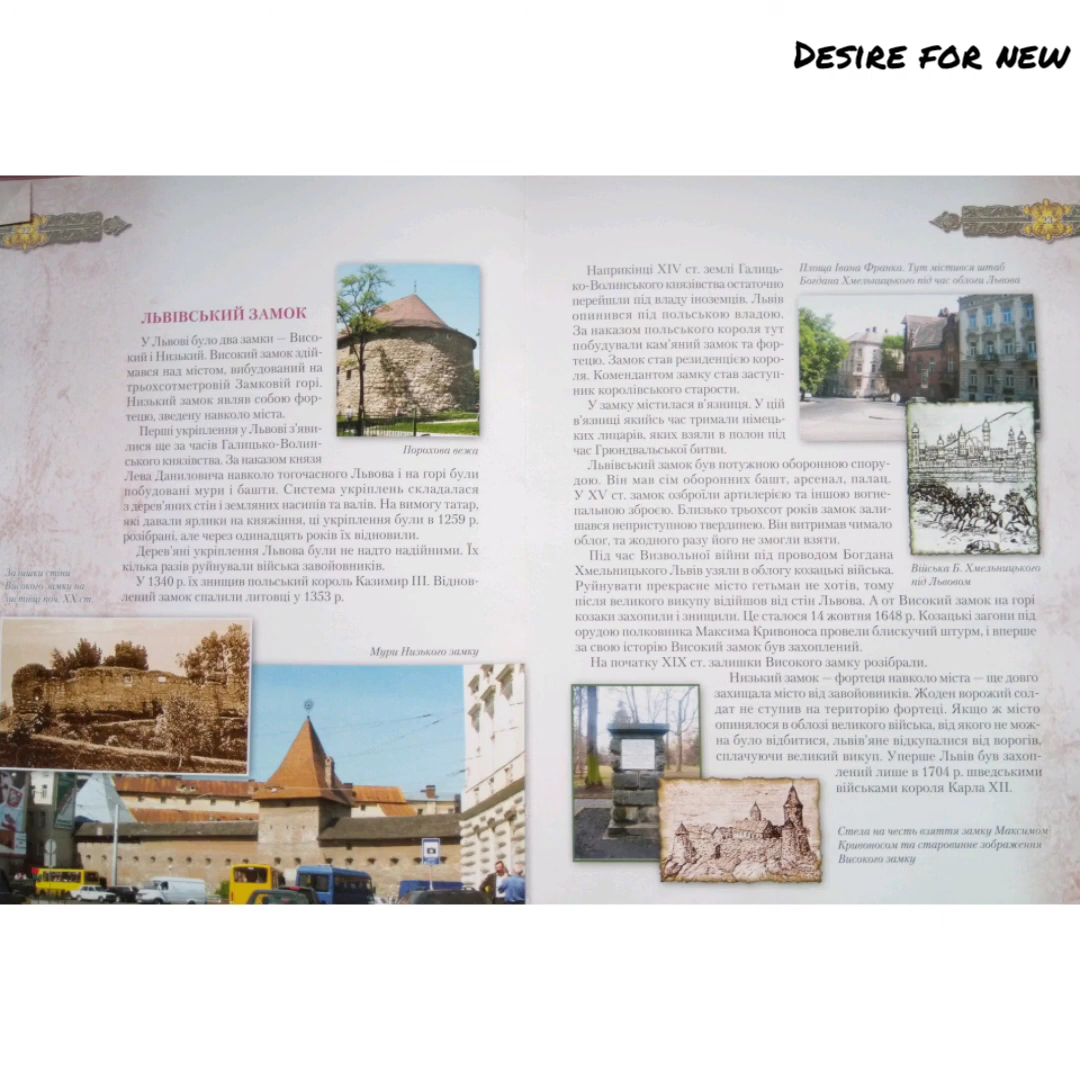 DESIRE FOR NEW
ЛЬВІВСЬКИЙ ЗАМОК
У Львові було два замки — Висо-
кий і Низький. Високий замок здій-
мався над містом, вибудований на
трьохсотметровій Замковій горі.
Низький замок являв собою фор-
тецю, зведену навколо міста.
Перші укріплення у Львові з'яви-
лися ще за часів Галицько-Волин-
ського князівства. За наказом князя
Лева Даниловича навколо тогочасного Львова і на горі були
побудовані мури і башти. Система укріплень складалася
з дерев'яних стін і земляних насипів та валів. На вимогу татар,
які давали ярлики на княжіння, ці укріплення були в 1259 р.
розібрані, але через одинадцять років їх відновили.
Дерев'яні укріплення Львова були не надто надійними. Їх
кілька разів руйнували війська завойовників.
У 1340 р. їх знищив польський король Казимир III. Віднов-
лений замок спалили литовці у 1353 р.
Порохова вежа
Залишки стіни
Високого замку на
листівці поч. XX ст.
Мури Низького замку
Наприкінці XIV ст. землі Галиць-
ко-Волинського князівства остаточно
перейшли під владу іноземців. Львів
опинився під польською владою.
За наказом польського короля тут
побудували кам'яний замок та фор-
тецю. Замок став резиденцією коро-
ля. Комендантом замку став заступ-
ник королівського старости.
У замку містилася в'язниця. У цій
в'язниці якийсь час тримали німець-
ких лицарів, яких взяли в полон під
час Грюндвальської битви.
Львівський замок був потужною оборонною спору-
дою. Він мав сім оборонних башт, арсенал, палац.
У XV ст. замок озброїли артилерією та іншою вогне-
пальною зброєю. Близько трьохсот років замок зали-
шався неприступною твердинею. Він витримав чимало
облог, та жодного разу його не змогли взяти.
Під час Визвольної війни під проводом Богдана
Хмельницького Львів узяли в облогу козацькі війська.
Руйнувати прекрасне місто гетьман не хотів, тому
після великого викупу відійшов від стін Львова. А от Високий замок на горі
козаки захопили і знищили. Це сталося 14 жовтня 1648 р. Козацькі загони під
орудою полковника Максима Кривоноса провели блискучий штурм, і вперше
за свою історію Високий замок був захоплений.
На початку XIX ст. залишки Високого замку розібрали.
Низький замок — фортеця навколо міста — ще довго
захищала місто від завойовників. Жоден ворожий сол-
дат не ступив на територію фортеці. Якщо ж місто
опинялося в облозі великого війська, від якого не мож-
на було відбитися, львів'яне відкупалися від ворогів,
сплачуючи великий викуп. Уперше Львів був захоп-
лений лише в 1704 р. шведськими
військами короля Карла XII.
Площа Івана Франка. Тут містився штаб
Богдана Хмельницького під час облоги Львова
Війська Б. Хмельницького
під Львовом
Стела на честь взяття замку Максимом
Кривоносом та старовинне зображення
Високого замку